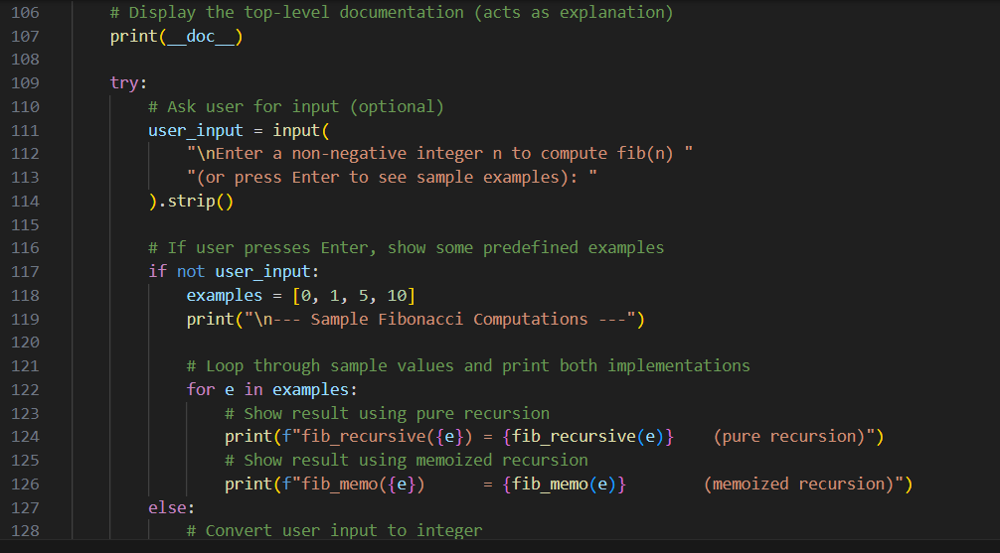 106 # Display the top-level documentation (acts as explanation)
107 print(__doc__)
108
109 try:
110 # Ask user for input (optional)
111 user_input = input(
112 "\nEnter a non-negative integer n to compute fib(n) "
113 "(or press Enter to see sample examples): "
114 ).strip()
115
116 # If user presses Enter, show some predefined examples
117 if not user_input:
118 examples = [0, 1, 5, 10]
119 print("\n--- Sample Fibonacci Computations ---")
120
121 # Loop through sample values and print both implementations
122 for e in examples:
123 # Show result using pure recursion
124 print(f"fib_recursive({e}) = {fib_recursive(e)}    (pure recursion)")
125 # Show result using memoized recursion
126 print(f"fib_memo({e})      = {fib_memo(e)}        (memoized recursion)")
127 else:
128 # Convert user input to integer